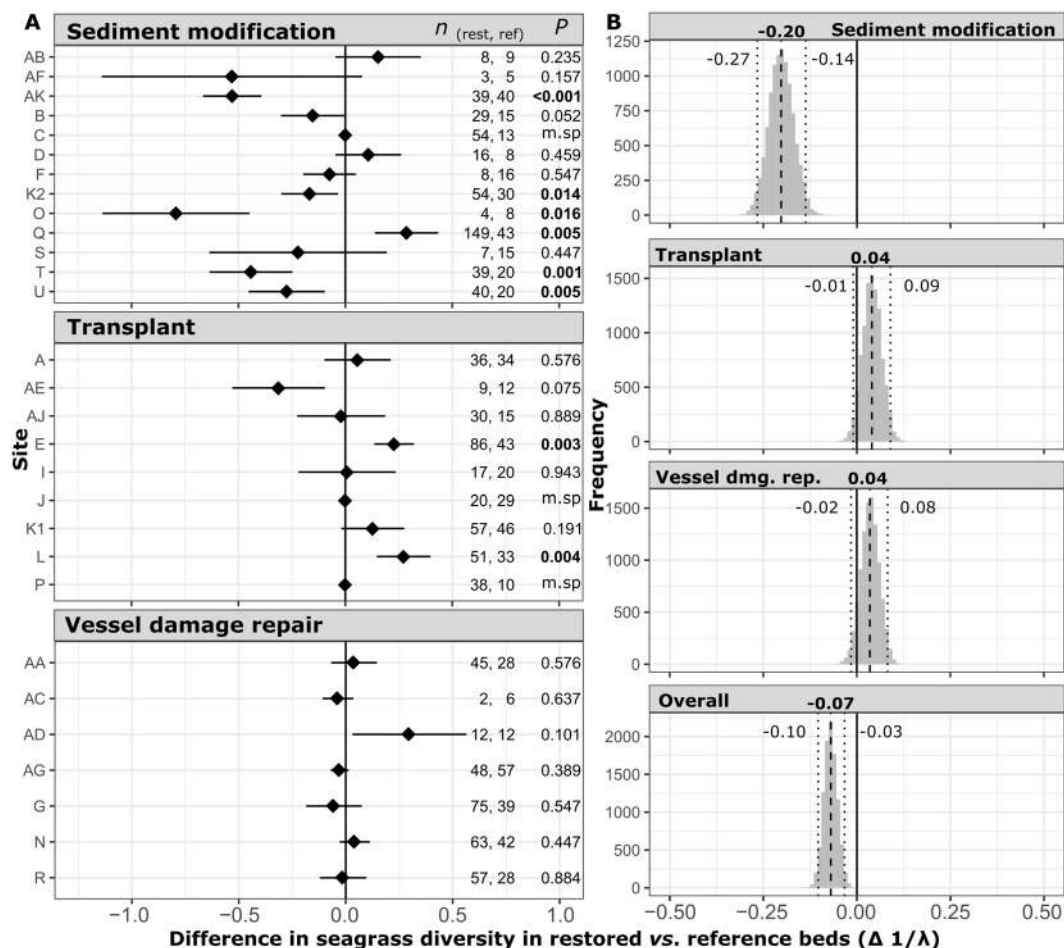 A
Sediment modification n (rest, ref) P
AB 8, 9 0.235
AF 3, 5 0.157
AK 39, 40 <0.001
B 29, 15 0.052
C 54, 13 m.sp
D 16, 8 0.459
F 8, 16 0.547
K2 54, 30 0.014
O 4, 8 0.016
Q 149, 43 0.005
S 7, 15 0.447
T 39, 20 0.001
U 40, 20 0.005
Transplant
A 36, 34 0.576
AE 9, 12 0.075
AJ 30, 15 0.889
E 86, 43 0.003
I 17, 20 0.943
J 20, 29 m.sp
K1 57, 46 0.191
L 51, 33 0.004
P 38, 10 m.sp
Vessel damage repair
AA 45, 28 0.576
AC 2, 6 0.637
AD 12, 12 0.101
AG 48, 57 0.389
G 75, 39 0.547
N 63, 42 0.447
R 57, 28 0.884
Site
−1.0 −0.5 0.0 0.5 1.0
B
-0.20 Sediment modification
-0.27 -0.14
1250
1000
750
500
250
0
Transplant 0.04
-0.01 0.09
1500
1000
500
0
Vessel dmg. rep. 0.04
-0.02 0.08
1500
1000
500
0
Overall -0.07
-0.10 -0.03
2000
1500
1000
500
0
Frequency
−0.50 −0.25 0.00 0.25 0.50
Difference in seagrass diversity in restored vs. reference beds (Δ 1/λ)